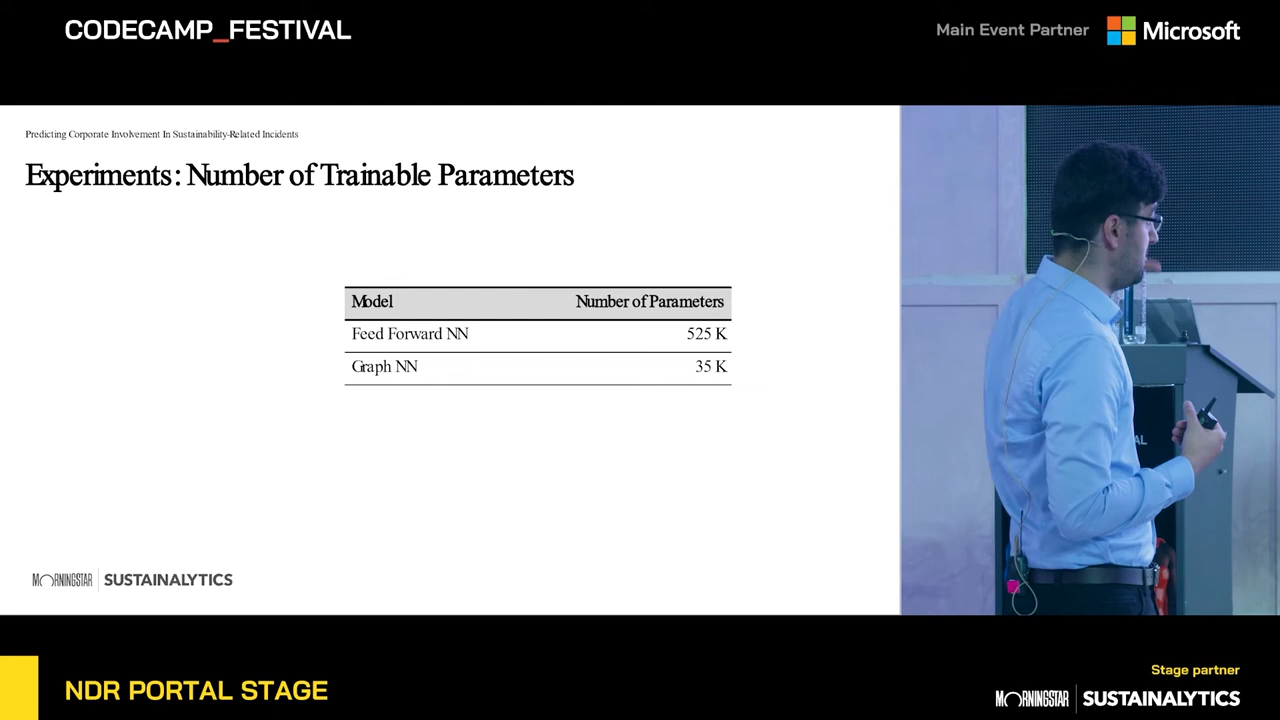 CODECAMP_FESTIVAL
Main Event Partner Microsoft
Predicting Corporate Involvement In Sustainability-Related Incidents
Experiments: Number of Trainable Parameters
Model Number of Parameters
Feed Forward NN 525 K
Graph NN 35 K
AL
MORNINGSTAR SUSTAINALYTICS
NDR PORTAL STAGE
Stage partner
MORNINGSTAR SUSTAINALYTICS